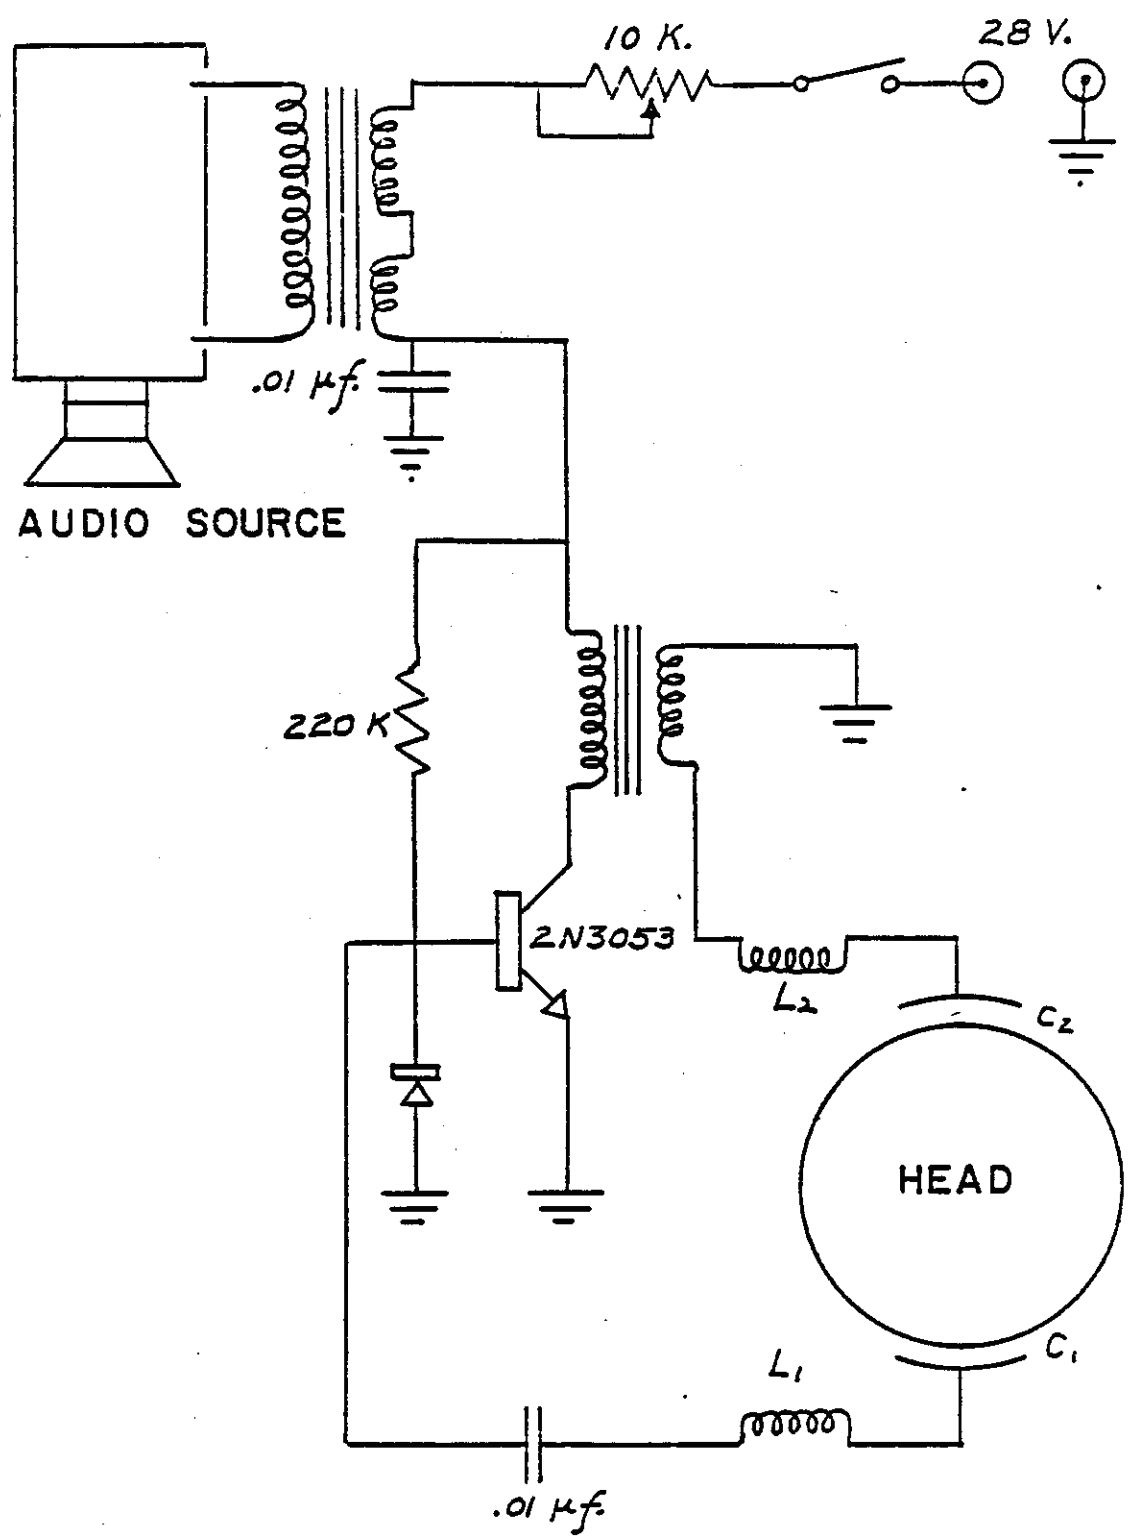 10 K.
28 V.
.01 µf.
AUDIO SOURCE
220 K
2N3053
L2
C2
HEAD
C1
L1
.01 µf.